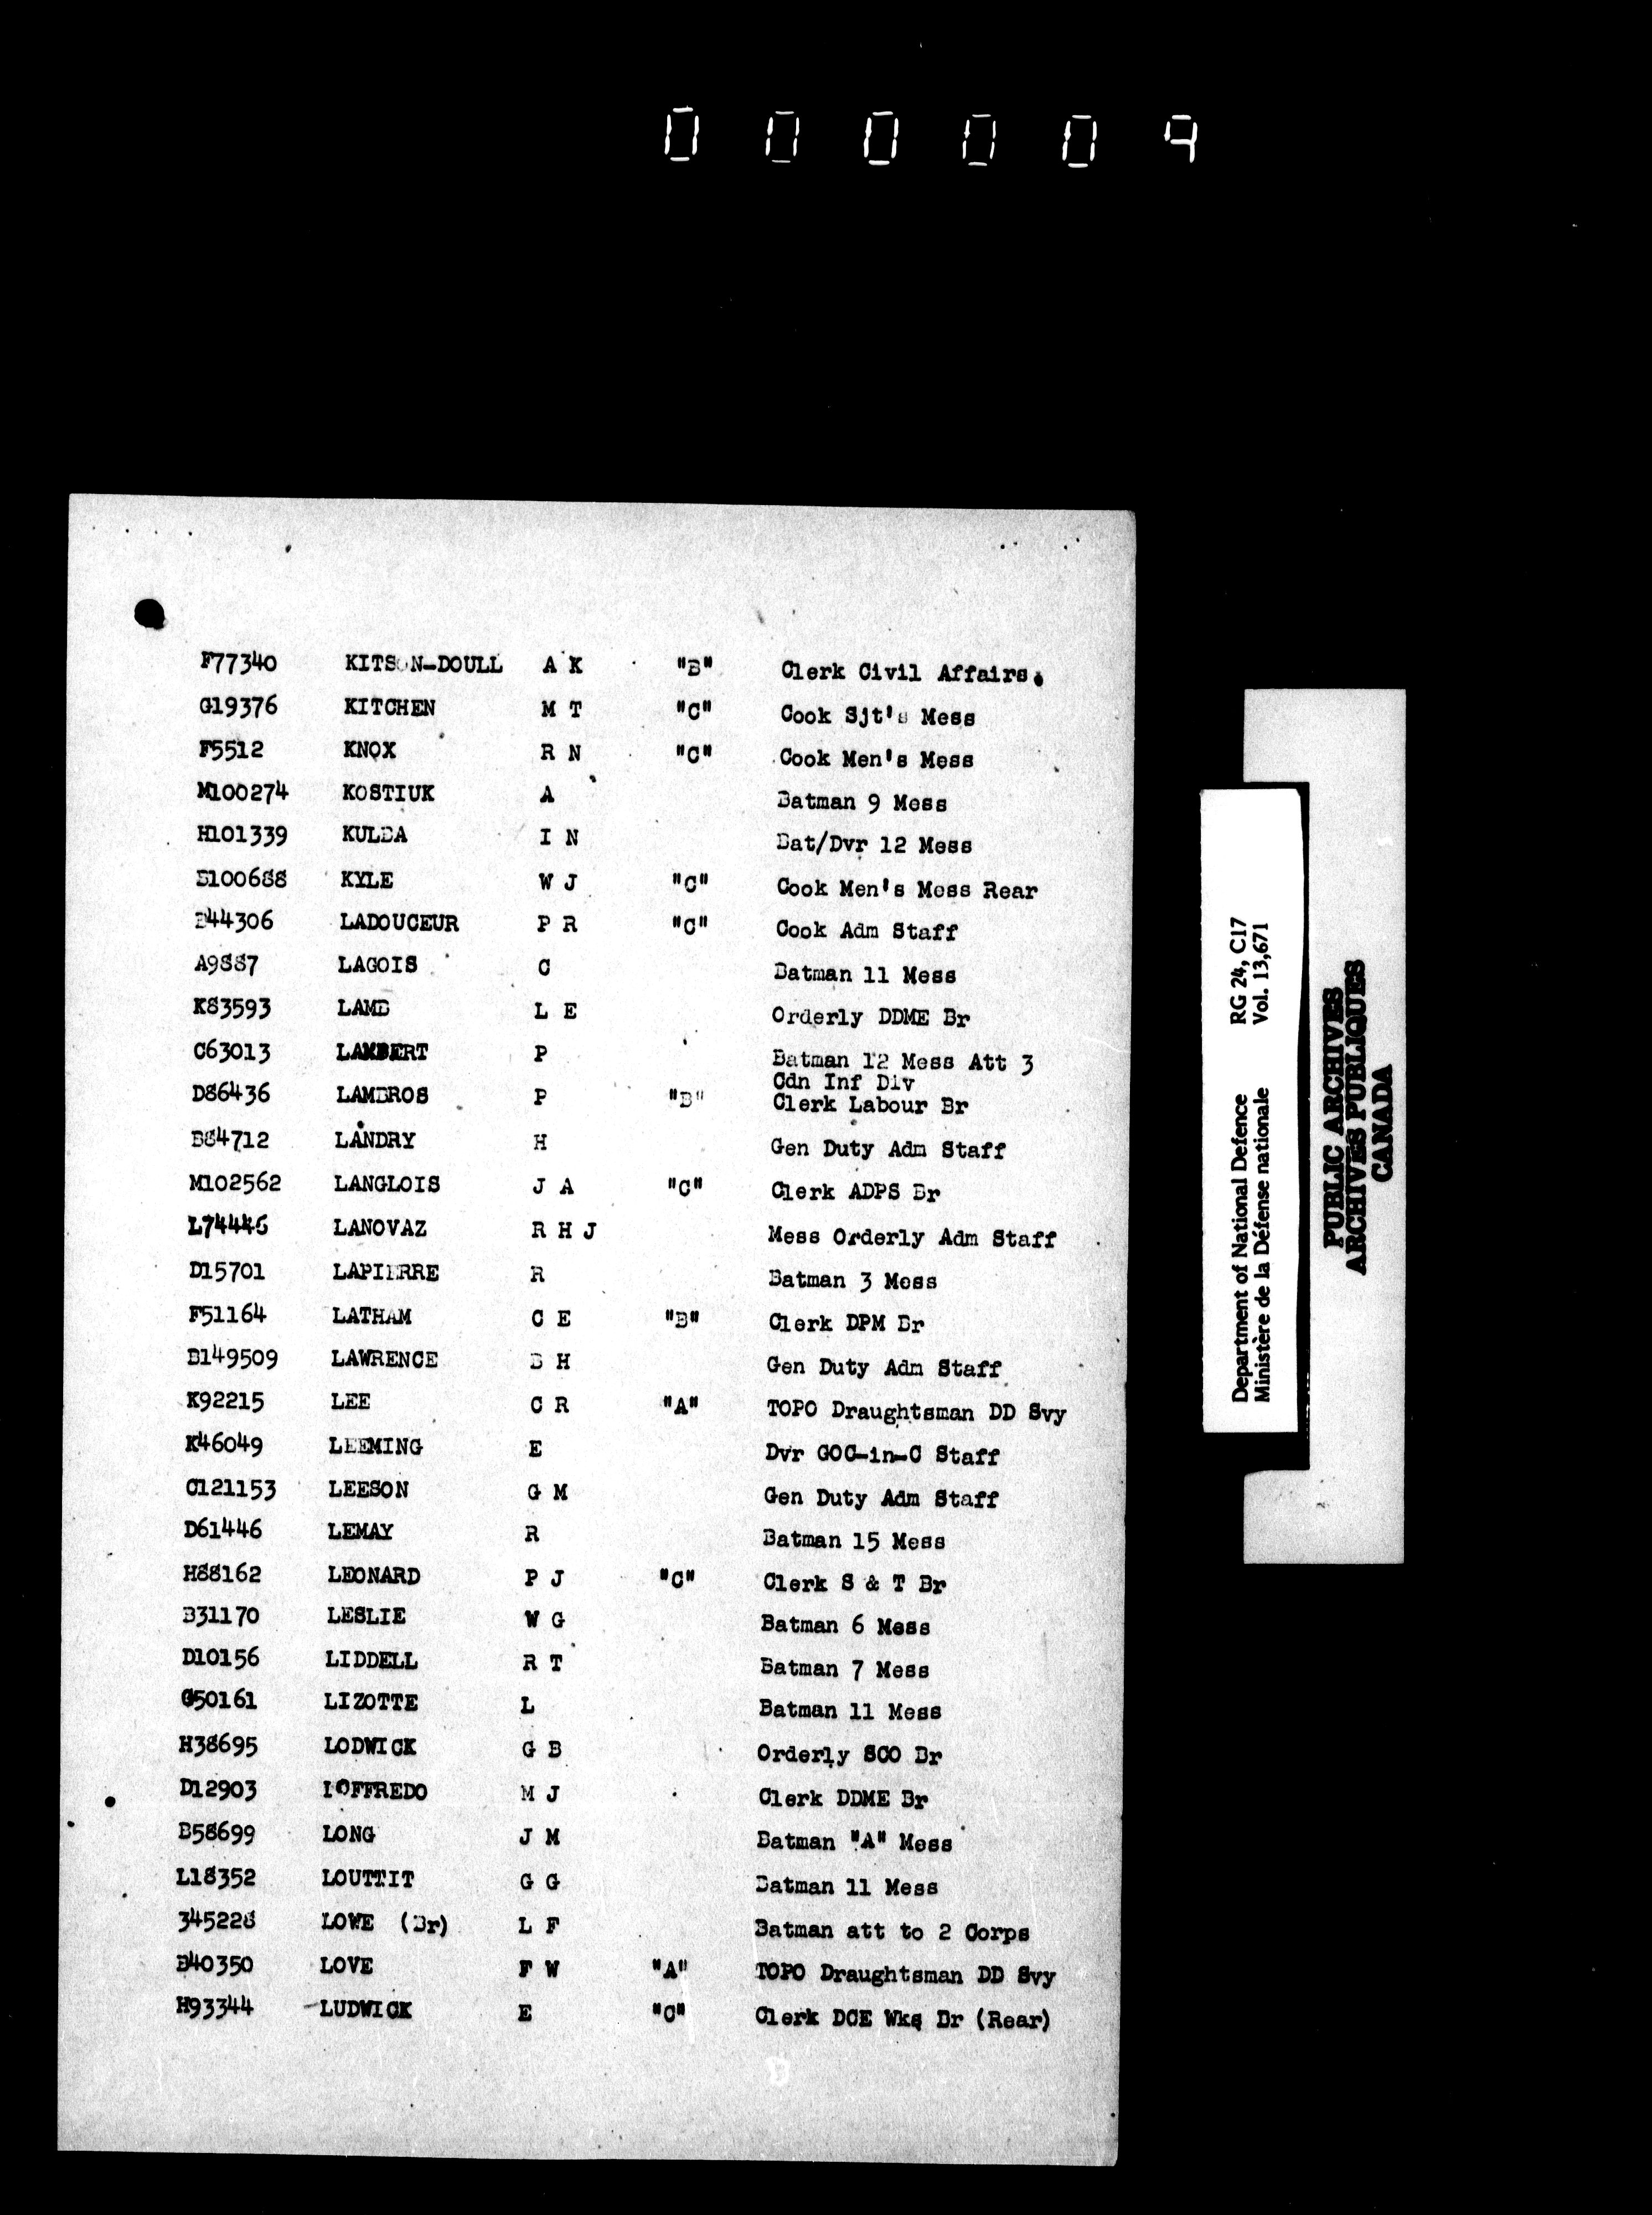 000009
F77340 KITSON-DOULL A K "B" Clerk Civil Affairs.
G19376 KITCHEN M T "C" Cook Sjt's Mess
F5512 KNOX R N "C" Cook Men's Mess
M100274 KOSTIUK A Batman 9 Mess
H101339 KULBA I N Bat/Dvr 12 Mess
B100688 KYLE W J "C" Cook Men's Mess Rear
B44306 LADOUCEUR P R "C" Cook Adm Staff
A9887 LAGOIS C Batman 11 Mess
K83593 LAMB L E Orderly DDME Br
C63013 LAMBERT P Batman 12 Mess Att 3
Cdn Inf Div
D86436 LAMBROS P "B" Clerk Labour Br
B84712 LANDRY H Gen Duty Adm Staff
M102562 LANGLOIS J A "C" Clerk ADPS Br
LANOVAZ R H J Mess Orderly Adm Staff
D15701 LAPIERRE R Batman 3 Mess
F51164 LATHAM C E "B" Clerk DPM Br
B149509 LAWRENCE B H Gen Duty Adm Staff
K92215 LEE C R "A" TOPO Draughtsman DD Svy
K46049 LEEMING E Dvr GOC-in-C Staff
C121153 LEESON G M Gen Duty Adm Staff
D61446 LEMAY R Batman 15 Mess
H88162 LEONARD P J "C" Clerk S & T Br
B31170 LESLIE W G Batman 6 Mess
D10156 LIDDELL R T Batman 7 Mess
G50161 LIZOTTE L Batman 11 Mess
H38695 LODWICK G B Orderly SCO Br
D12903 LOFFREDO M J Clerk DDME Br
B58699 LONG J M Batman "A" Mess
L18352 LOUTTIT G G Batman 11 Mess
345228 LOWE (Br) L F Batman att to 2 Corps
B40350 LOVE F W "A" TOPO Draughtsman DD Svy
H93344 LUDWICK E "C" Clerk DCE Wks Br (Rear)
Department of National Defence RG 24, C17
Ministère de la Défense nationale Vol. 13,671
PUBLIC ARCHIVES
ARCHIVES PUBLIQUES
CANADA